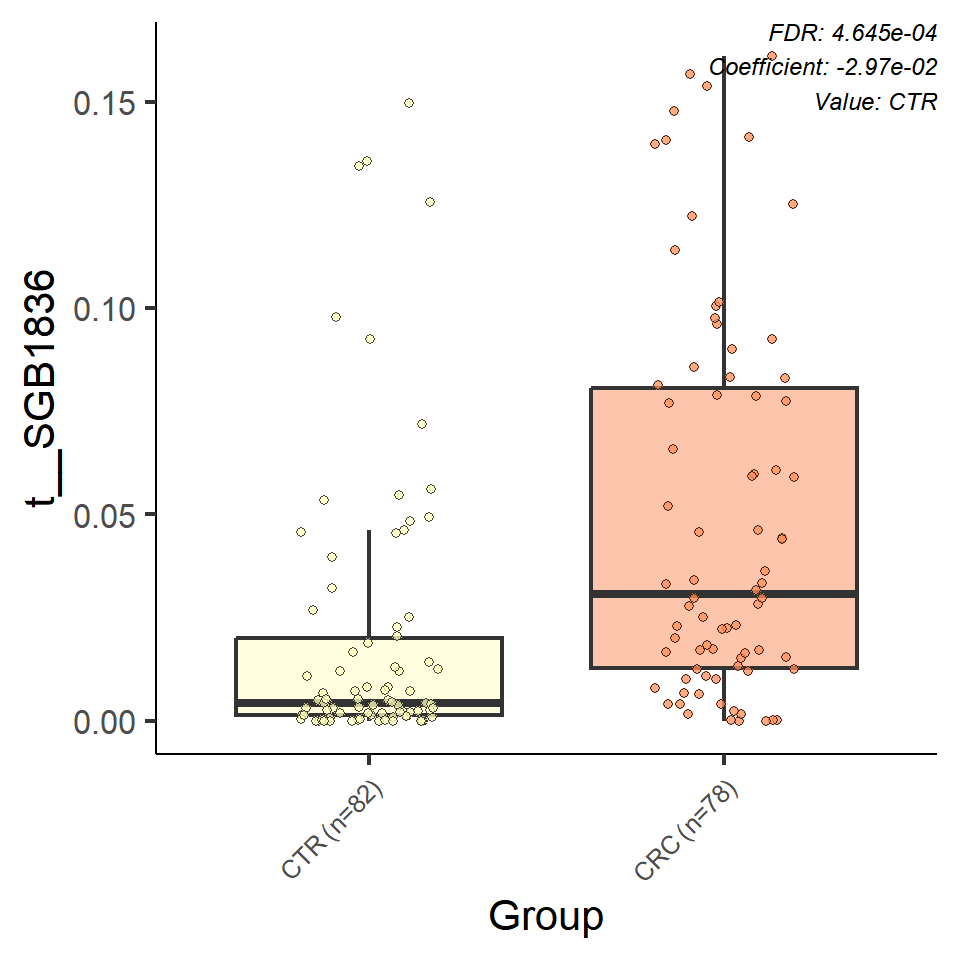 FDR: 4.645e-04
Coefficient: -2.97e-02
Value: CTR
t__SGB1836
0.15
0.10
0.05
0.00
CTR (n=82)
CRC (n=78)
Group